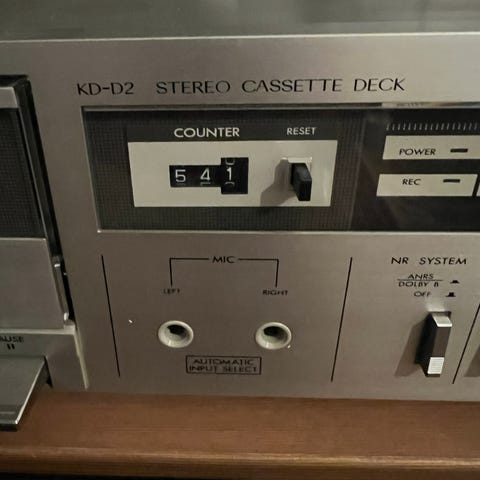 KD-D2 STEREO CASSETTE DECK
COUNTER RESET
541
POWER
REC
MIC
LEFT RIGHT
AUTOMATIC
INPUT SELECT
NR SYSTEM
ANRS
DOLBY B
OFF